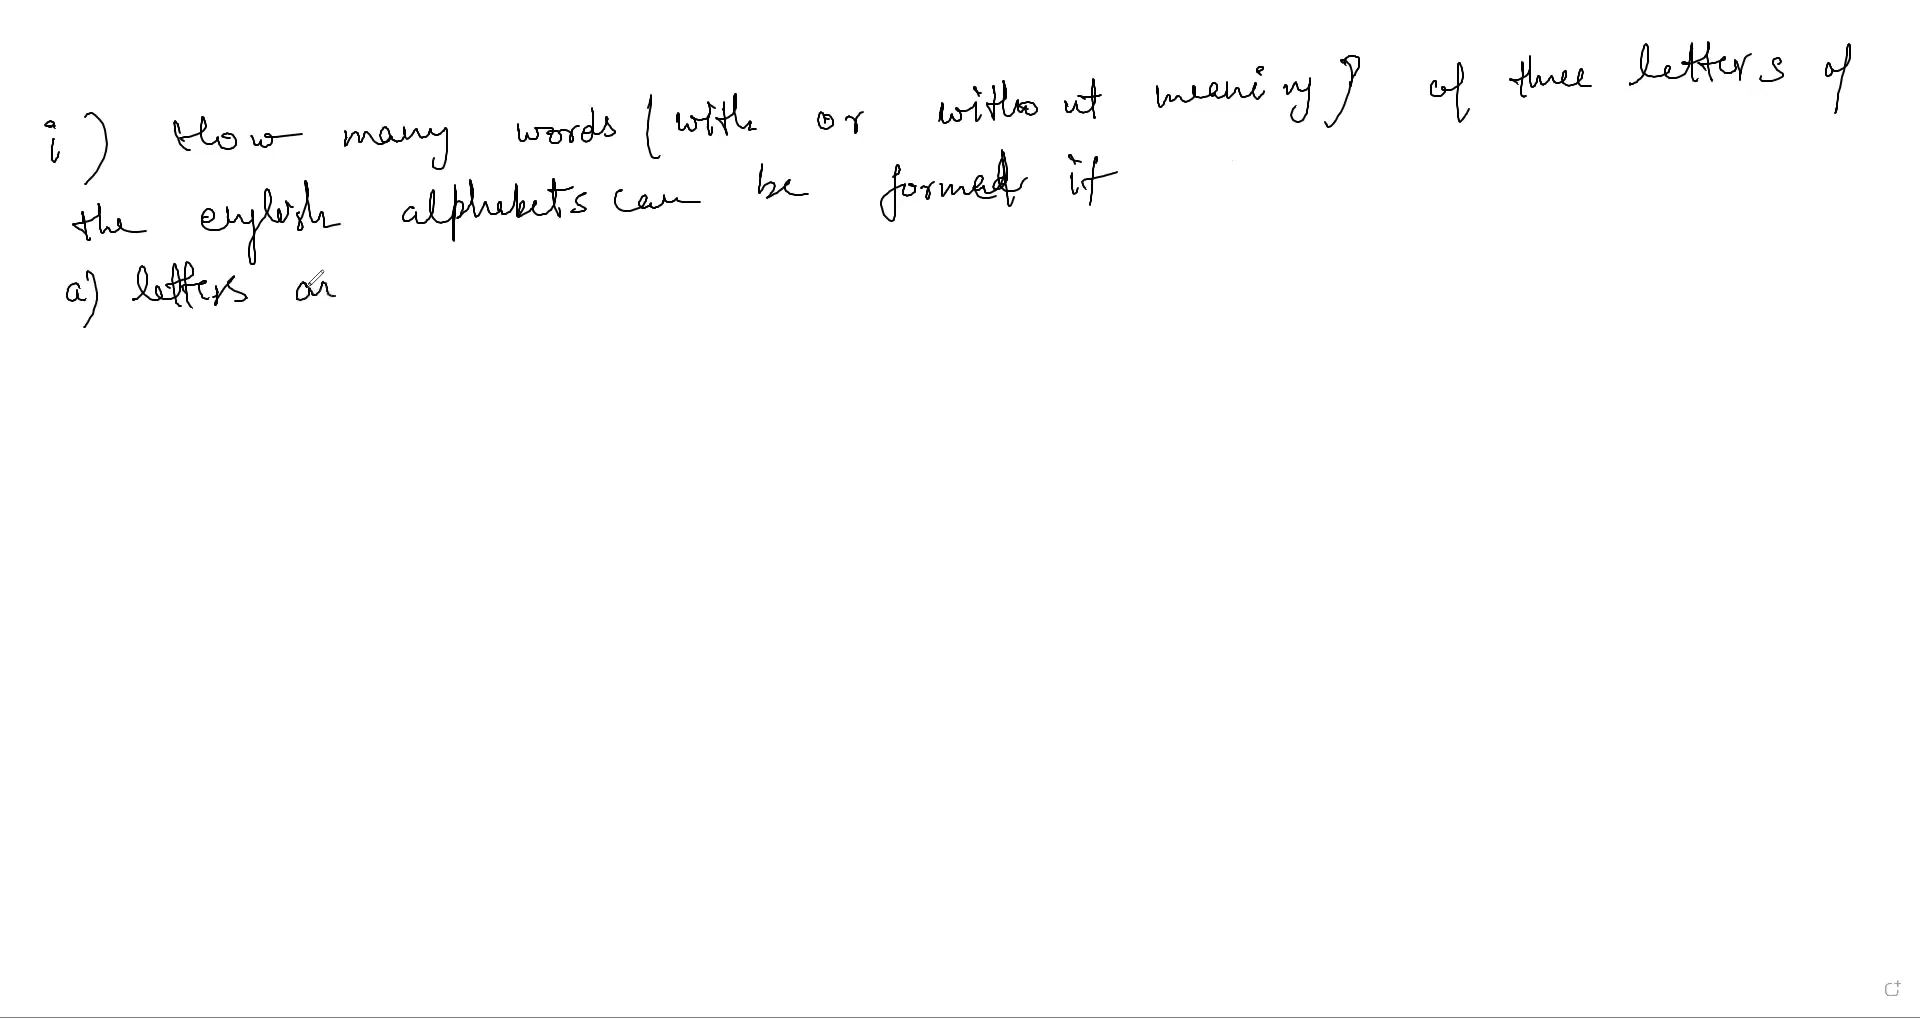 i) How many words (with or without meaning) of three letters of
the english alphabets can be formed if
a) letters ar